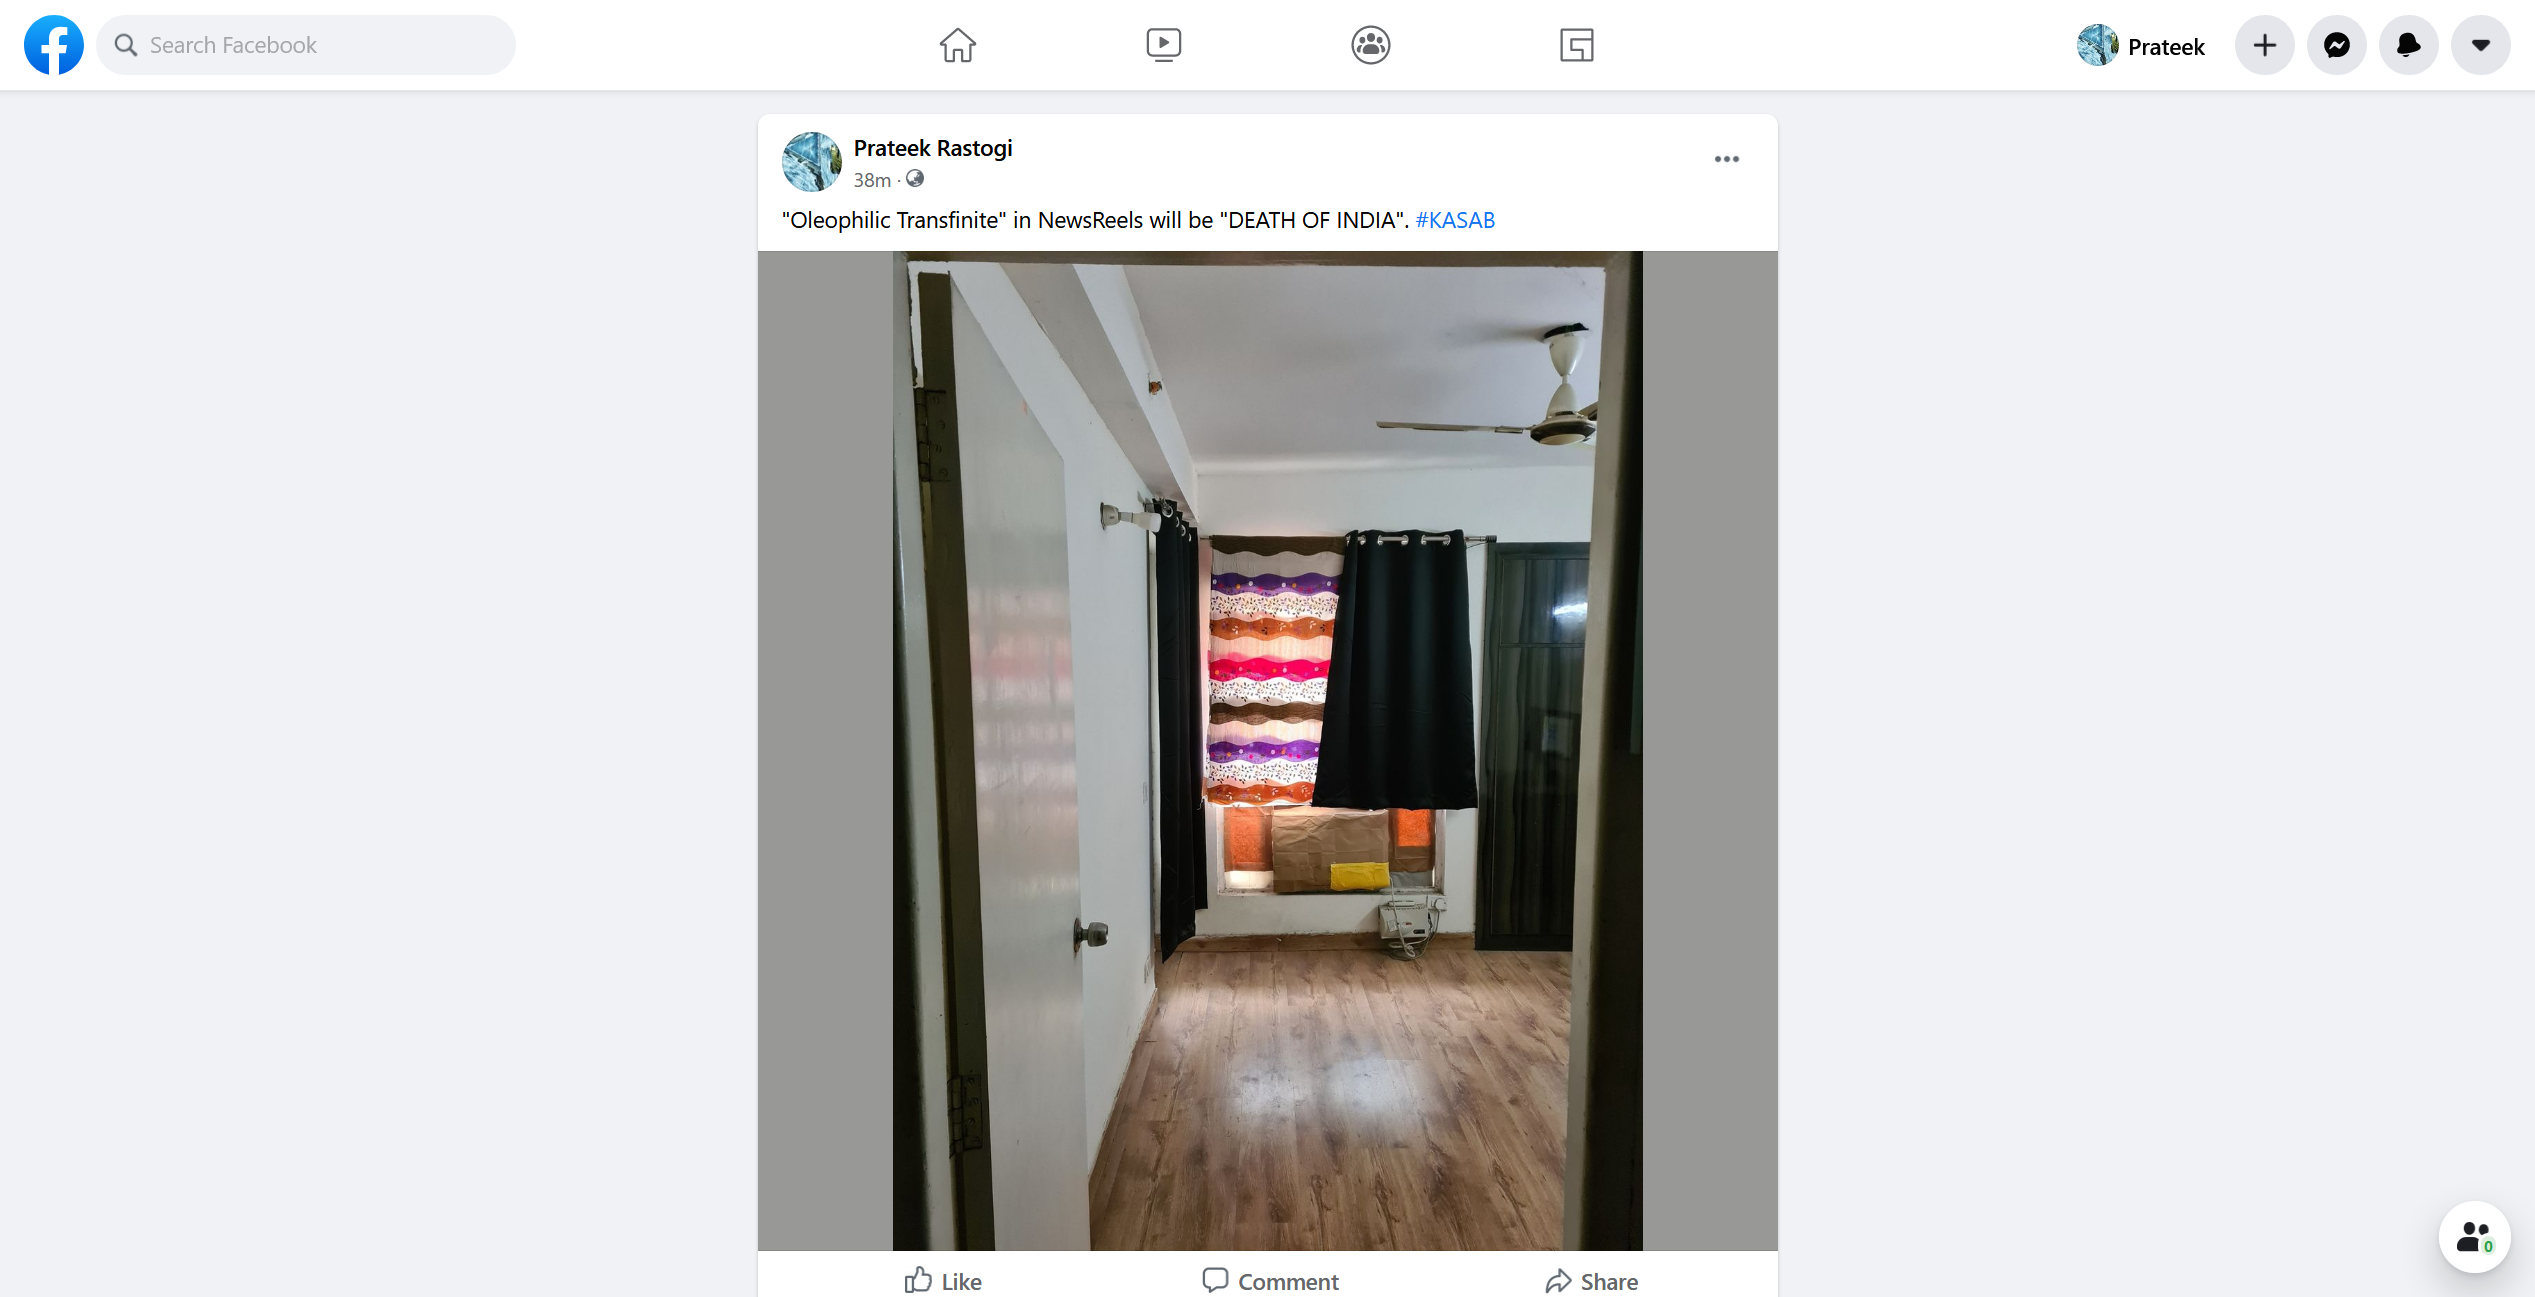 Search Facebook
Prateek
Prateek Rastogi
38m ·
"Oleophilic Transfinite" in NewsReels will be "DEATH OF INDIA". #KASAB
Like
Comment
Share
0